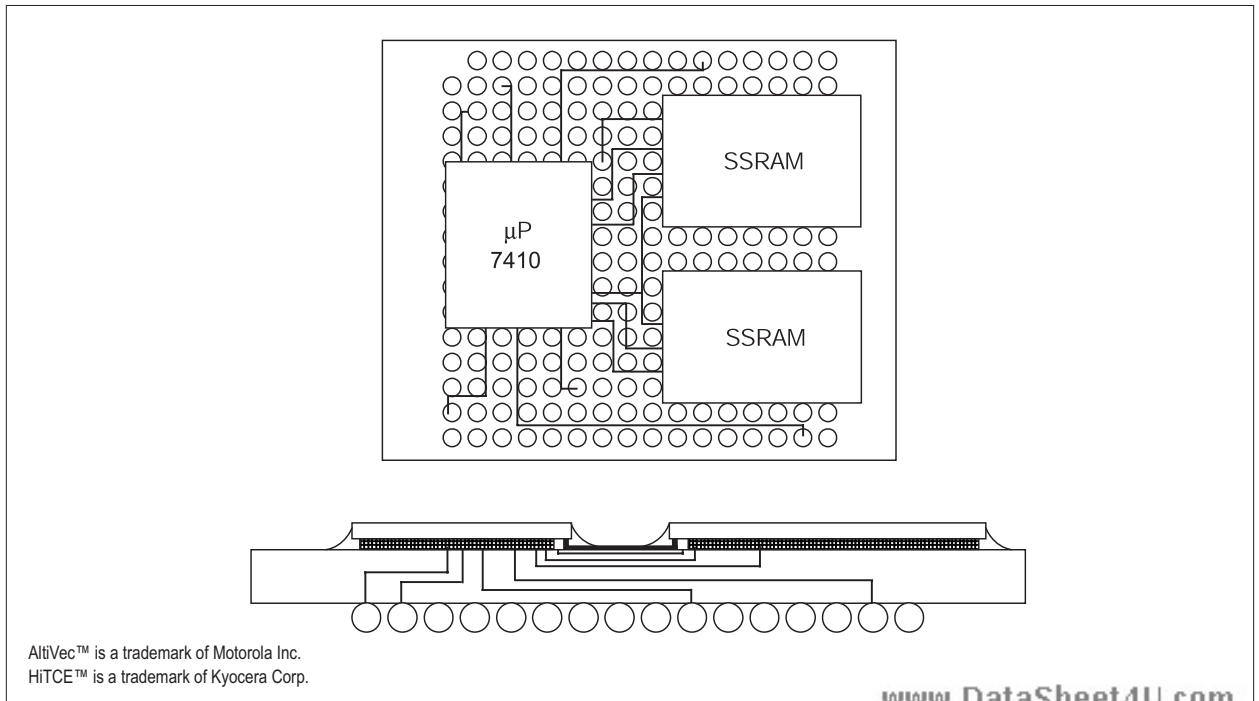 SSRAM
µP
7410
SSRAM
AltiVec™ is a trademark of Motorola Inc.
HiTCE™ is a trademark of Kyocera Corp.
www.DataSheet4U.com